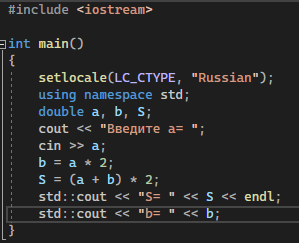 #include <iostream>
int main()
{
setlocale(LC_CTYPE, "Russian");
using namespace std;
double a, b, S;
cout << "Введите a= ";
cin >> a;
b = a * 2;
S = (a + b) * 2;
std::cout << "S= " << S << endl;
std::cout << "b= " << b;
}